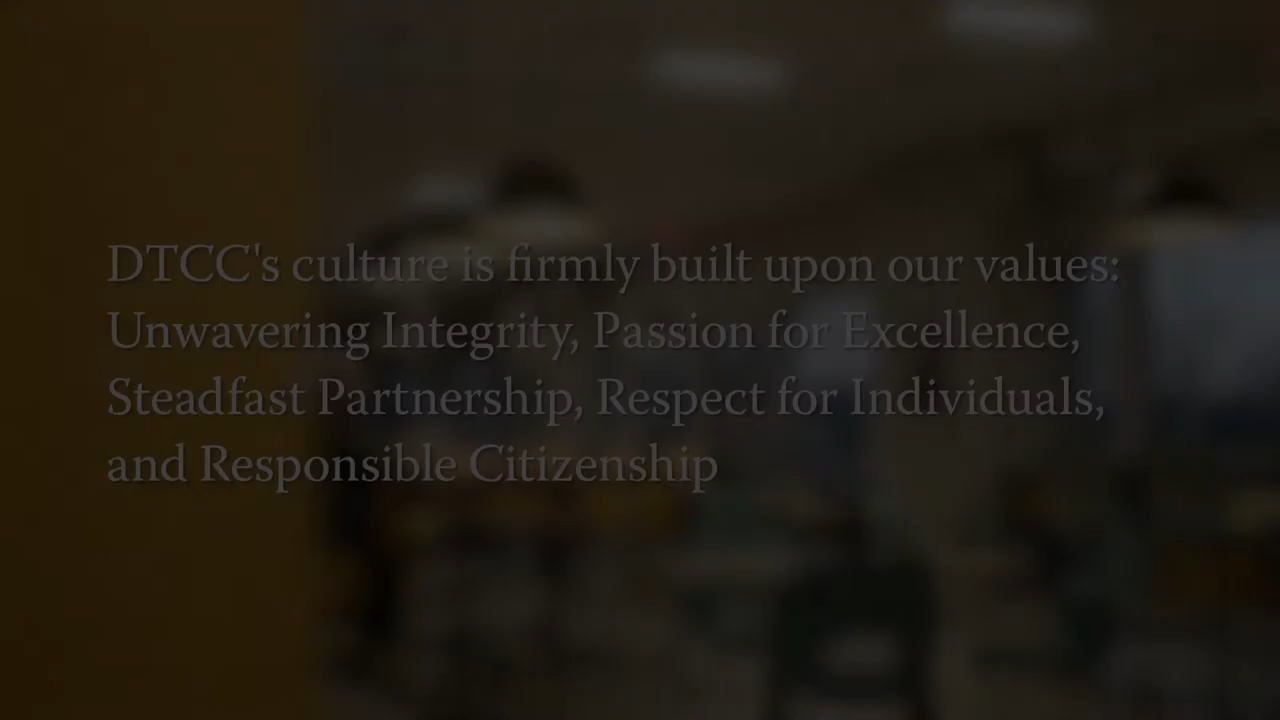 DTCC's culture is firmly built upon our values:
Unwavering Integrity, Passion for Excellence,
Steadfast Partnership, Respect for Individuals,
and Responsible Citizenship